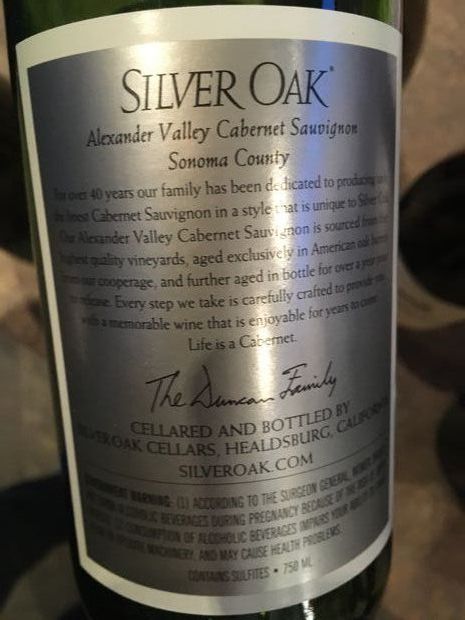 SILVER OAK®
Alexander Valley Cabernet Sauvignon
Sonoma County
For over 40 years our family has been dedicated to producing
the finest Cabernet Sauvignon in a style that is unique to Silver Oak.
Our Alexander Valley Cabernet Sauvignon is sourced from
highest quality vineyards, aged exclusively in American oak barrels
from our cooperage, and further aged in bottle for over a year
to release. Every step we take is carefully crafted to provide you
with a memorable wine that is enjoyable for years to come.
Life is a Cabernet.
The Duncan Family
CELLARED AND BOTTLED BY
SILVER OAK CELLARS, HEALDSBURG, CALIFORNIA
SILVEROAK.COM
GOVERNMENT WARNING: (1) ACCORDING TO THE SURGEON GENERAL, WOMEN
ALCOHOLIC BEVERAGES DURING PREGNANCY BECAUSE OF THE RISK OF
CONSUMPTION OF ALCOHOLIC BEVERAGES IMPAIRS YOUR ABILITY TO
MACHINERY, AND MAY CAUSE HEALTH PROBLEMS.
CONTAINS SULFITES • 750 ML